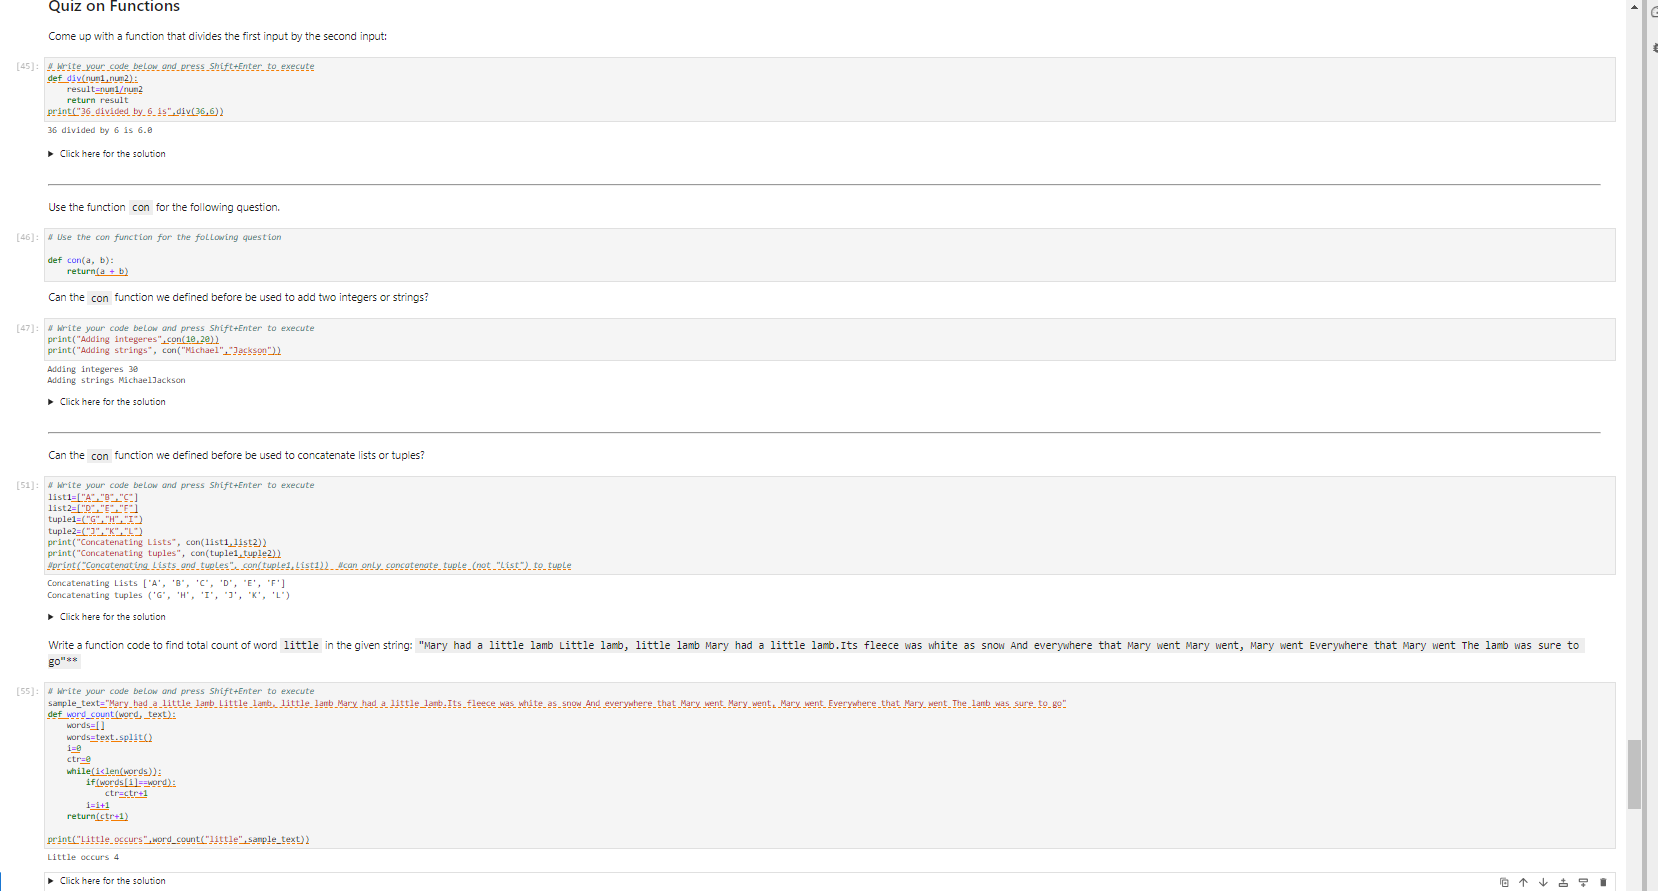 Quiz on Functions
Come up with a function that divides the first input by the second input:
[45]:
# Write your code below and press Shift+Enter to execute
def div(num1,num2):
    result=num1/num2
    return result
print("36 divided by 6 is",div(36,6))
36 divided by 6 is 6.0
Click here for the solution
Use the function con for the following question.
[46]:
# Use the con function for the following question
def con(a, b):
    return(a + b)
Can the con function we defined before be used to add two integers or strings?
[47]:
# Write your code below and press Shift+Enter to execute
print("Adding integeres",con(10,20))
print("Adding strings", con("Michael","Jackson"))
Adding integeres 30
Adding strings MichaelJackson
Click here for the solution
Can the con function we defined before be used to concatenate lists or tuples?
[51]:
# Write your code below and press Shift+Enter to execute
list1=["A","B","C"]
list2=["D","E","F"]
tuple1=("G","H","I")
tuple2=("J","K","L")
print("Concatenating Lists", con(list1,list2))
print("Concatenating tuples", con(tuple1,tuple2))
#print("Concatenating Lists and tuples", con(tuple1,list1))  #can only concatenate tuple (not "list") to tuple
Concatenating Lists ['A', 'B', 'C', 'D', 'E', 'F']
Concatenating tuples ('G', 'H', 'I', 'J', 'K', 'L')
Click here for the solution
Write a function code to find total count of word little in the given string: "Mary had a little lamb Little lamb, little lamb Mary had a little lamb.Its fleece was white as snow And everywhere that Mary went Mary went, Mary went Everywhere that Mary went The lamb was sure to
go"**
[55]:
# Write your code below and press Shift+Enter to execute
sample_text="Mary had a little lamb Little lamb, little lamb Mary had a little lamb.Its fleece was white as snow And everywhere that Mary went Mary went, Mary went Everywhere that Mary went The lamb was sure to go"
def word_count(word, text):
    words=[]
    words=text.split()
    i=0
    ctr=0
    while(i<len(words)):
        if(words[i]==word):
            ctr=ctr+1
        i=i+1
    return(ctr+1)
print("Little occurs",word_count("little",sample_text))
Little occurs 4
Click here for the solution